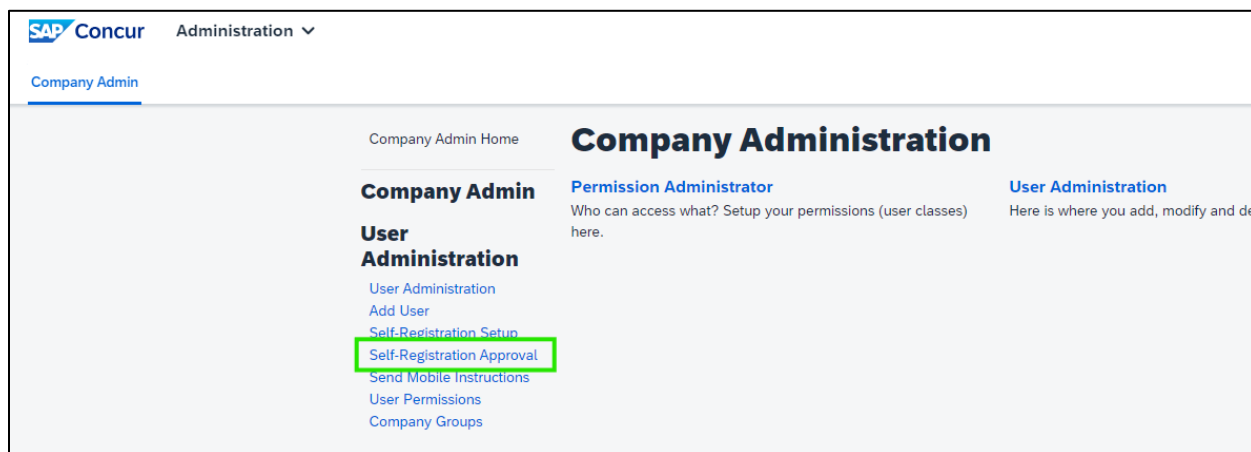 SAP Concur Administration
Company Admin
Company Admin Home
Company Admin
User
Administration
User Administration
Add User
Self-Registration Setup
Self-Registration Approval
Send Mobile Instructions
User Permissions
Company Groups
Company Administration
Permission Administrator
Who can access what? Setup your permissions (user classes)
here.
User Administration
Here is where you add, modify and de